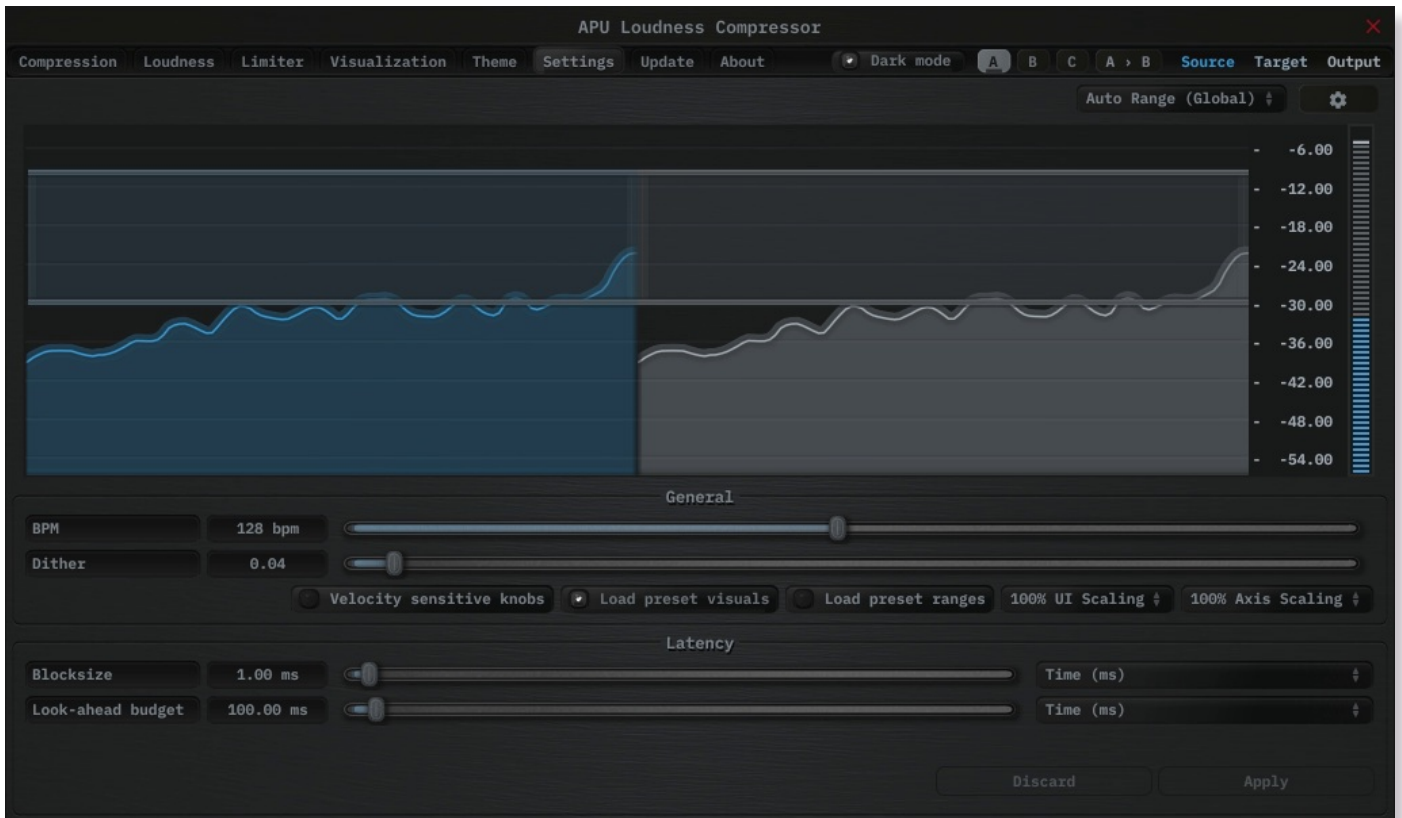 APU Loudness Compressor
Compression Loudness Limiter Visualization Theme Settings Update About Dark mode A B C A › B Source Target Output
Auto Range (Global)
- -6.00
- -12.00
- -18.00
- -24.00
- -30.00
- -36.00
- -42.00
- -48.00
- -54.00
General
BPM 128 bpm
Dither 0.04
Velocity sensitive knobs Load preset visuals Load preset ranges 100% UI Scaling 100% Axis Scaling
Latency
Blocksize 1.00 ms Time (ms)
Look-ahead budget 100.00 ms Time (ms)
Discard Apply